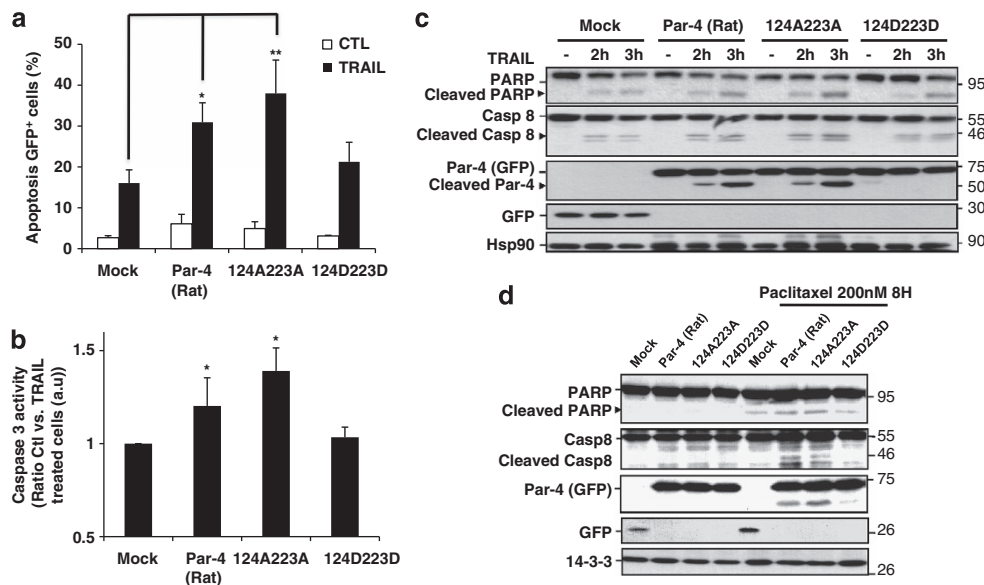 a
Apoptosis GFP+ cells (%)
50
40
30
20
10
0
CTL
TRAIL
*
**
Mock
Par-4 (Rat)
124A223A
124D223D
b
Caspase 3 activity
(Ratio Ctl vs. TRAIL
treated cells (a.u))
1.5
1
0.5
*
*
Mock
Par-4 (Rat)
124A223A
124D223D
c
Mock Par-4 (Rat) 124A223A 124D223D
TRAIL - 2h 3h - 2h 3h - 2h 3h - 2h 3h
PARP
95
Cleaved PARP
Casp 8
55
Cleaved Casp 8
46
Par-4 (GFP)
75
Cleaved Par-4
50
GFP
30
Hsp90
90
d
Paclitaxel 200nM 8H
Mock Par-4 (Rat) 124A223A 124D223D Mock Par-4 (Rat) 124A223A 124D223D
PARP
95
Cleaved PARP
Casp8
55
Cleaved Casp8
46
Par-4 (GFP)
75
GFP
26
14-3-3
26